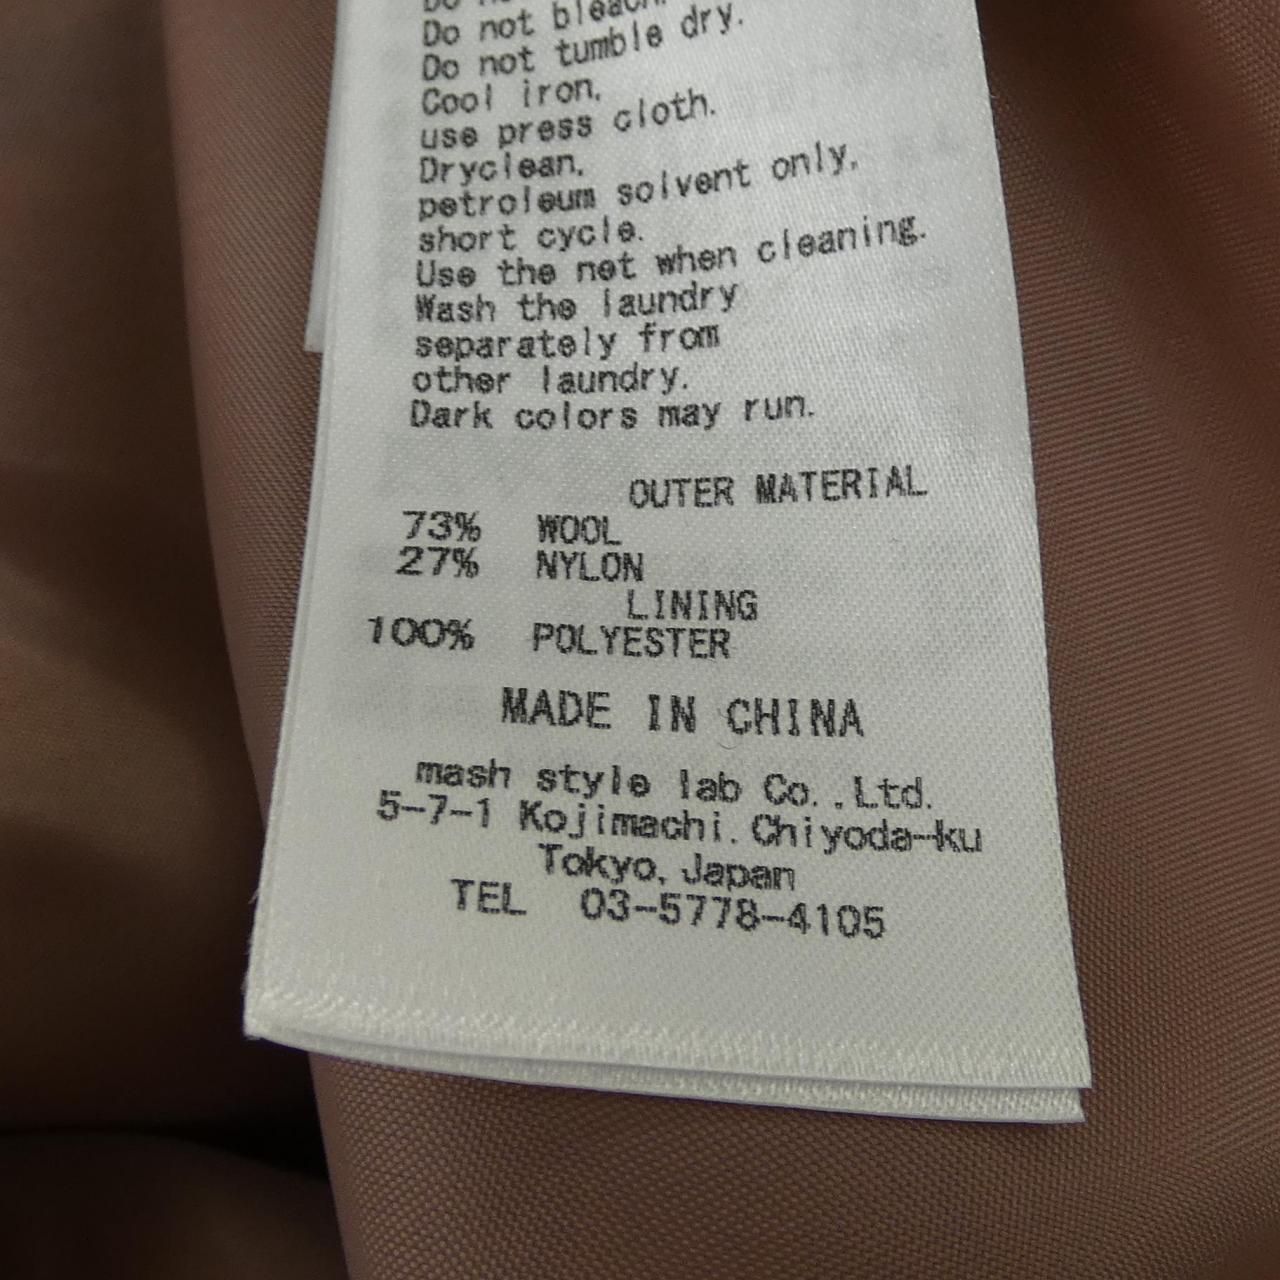 Do not bleach.
Do not tumble dry.
Cool iron.
use press cloth.
Dryclean.
petroleum solvent only.
short cycle.
Use the net when cleaning.
Wash the laundry
separately from
other laundry.
Dark colors may run.
OUTER MATERIAL
73% WOOL
27% NYLON
LINING
100% POLYESTER
MADE IN CHINA
mash style lab Co.,Ltd.
5-7-1 Kojimachi.Chiyoda-ku
Tokyo, Japan
TEL 03-5778-4105